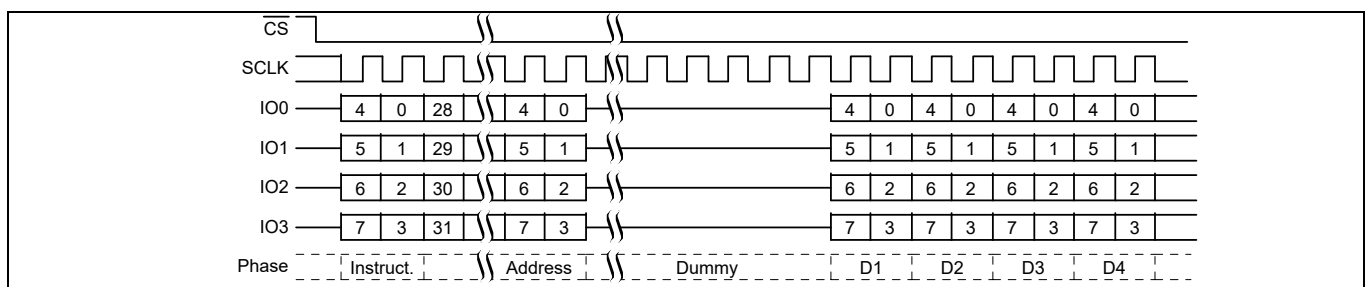 CS
SCLK
IO0 4 0 28 4 0 4 0 4 0 4 0 4 0
IO1 5 1 29 5 1 5 1 5 1 5 1 5 1
IO2 6 2 30 6 2 6 2 6 2 6 2 6 2
IO3 7 3 31 7 3 7 3 7 3 7 3 7 3
Phase Instruct. Address Dummy D1 D2 D3 D4